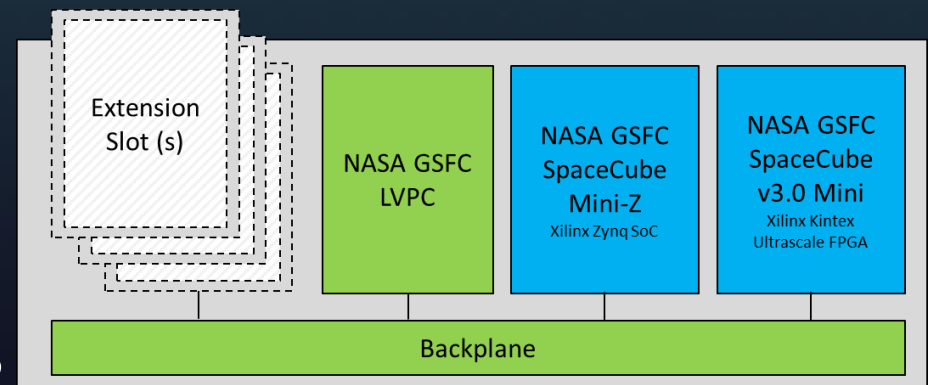 Extension
Slot (s)
NASA GSFC
LVPC
NASA GSFC
SpaceCube
Mini-Z
Xilinx Zynq SoC
NASA GSFC
SpaceCube
v3.0 Mini
Xilinx Kintex
Ultrascale FPGA
Backplane